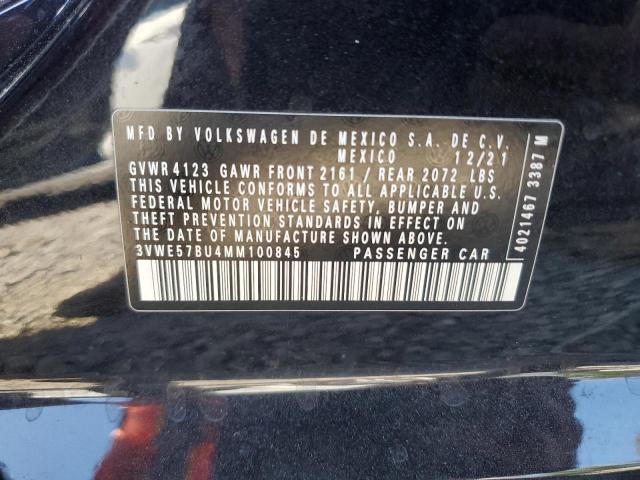 MFD BY VOLKSWAGEN DE MEXICO S.A. DE C.V.
MEXICO 12/21
GVWR 4123 GAWR FRONT 2161 / REAR 2072 LBS
THIS VEHICLE CONFORMS TO ALL APPLICABLE U.S.
FEDERAL MOTOR VEHICLE SAFETY, BUMPER AND
THEFT PREVENTION STANDARDS IN EFFECT ON
THE DATE OF MANUFACTURE SHOWN ABOVE.
3VWE57BU4MM100845 PASSENGER CAR
4021467 3387 M